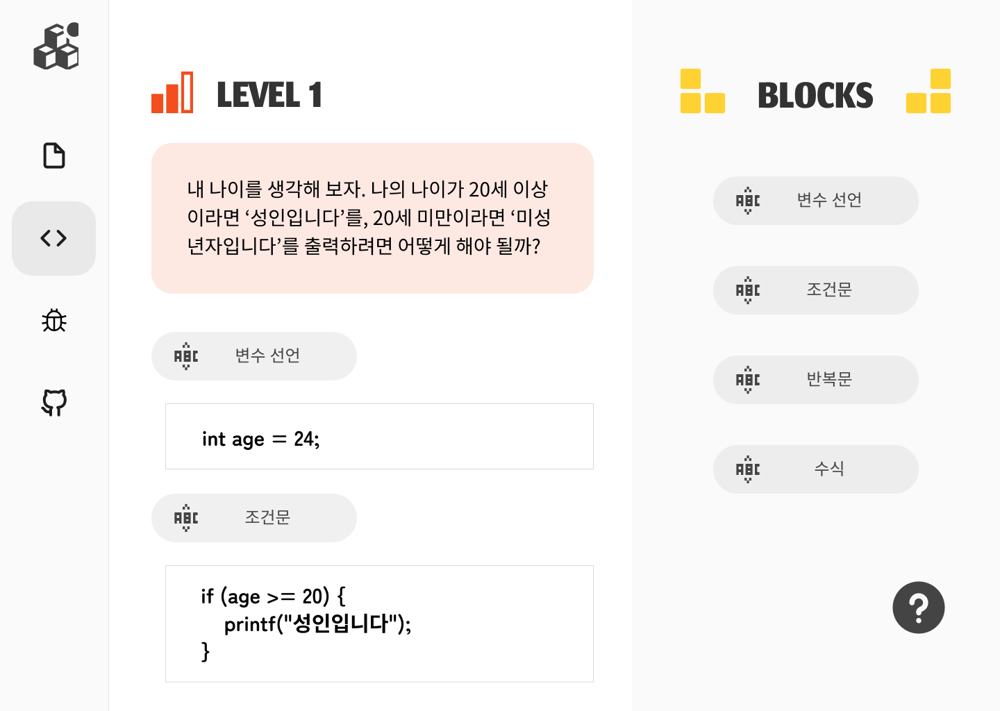 LEVEL 1
내 나이를 생각해 보자. 나의 나이가 20세 이상
이라면 ‘성인입니다’를, 20세 미만이라면 ‘미성
년자입니다’를 출력하려면 어떻게 해야 될까?
ABC 변수 선언
int age = 24;
ABC 조건문
if (age >= 20) {
printf("성인입니다");
}
BLOCKS
ABC 변수 선언
ABC 조건문
ABC 반복문
ABC 수식
?